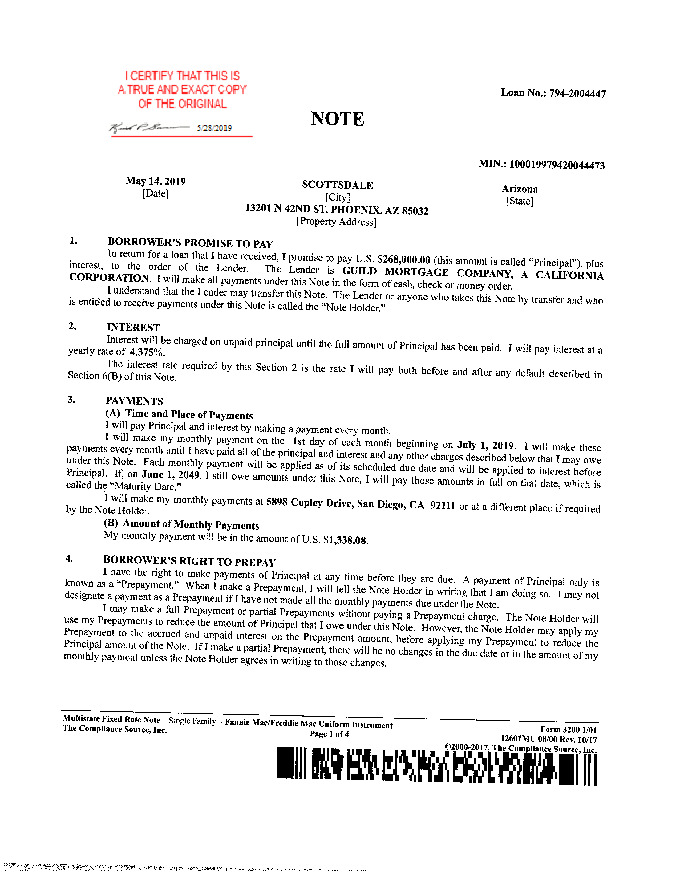 I CERTIFY THAT THIS IS
A TRUE AND EXACT COPY
OF THE ORIGINAL
5/28/2019
Loan No.: 794-2004447
NOTE
MIN.: 100019979420044473
May 14, 2019
[Date]
SCOTTSDALE
[City]
Arizona
[State]
13201 N 42ND ST, PHOENIX, AZ 85032
[Property Address]
1. BORROWER'S PROMISE TO PAY
In return for a loan that I have received, I promise to pay U.S. $268,000.00 (this amount is called "Principal"), plus
interest, to the order of the Lender. The Lender is GUILD MORTGAGE COMPANY, A CALIFORNIA
CORPORATION. I will make all payments under this Note in the form of cash, check or money order.
I understand that the Lender may transfer this Note. The Lender or anyone who takes this Note by transfer and who
is entitled to receive payments under this Note is called the "Note Holder."
2. INTEREST
Interest will be charged on unpaid principal until the full amount of Principal has been paid. I will pay interest at a
yearly rate of 4.375%.
The interest rate required by this Section 2 is the rate I will pay both before and after any default described in
Section 6(B) of this Note.
3. PAYMENTS
(A) Time and Place of Payments
I will pay Principal and interest by making a payment every month.
I will make my monthly payment on the 1st day of each month beginning on July 1, 2019. I will make these
payments every month until I have paid all of the principal and interest and any other charges described below that I may owe
under this Note. Each monthly payment will be applied as of its scheduled due date and will be applied to interest before
Principal. If, on June 1, 2049, I still owe amounts under this Note, I will pay those amounts in full on that date, which is
called the "Maturity Date."
I will make my monthly payments at 5898 Copley Drive, San Diego, CA 92111 or at a different place if required
by the Note Holder.
(B) Amount of Monthly Payments
My monthly payment will be in the amount of U.S. $1,338.08.
4. BORROWER'S RIGHT TO PREPAY
I have the right to make payments of Principal at any time before they are due. A payment of Principal only is
known as a "Prepayment." When I make a Prepayment, I will tell the Note Holder in writing that I am doing so. I may not
designate a payment as a Prepayment if I have not made all the monthly payments due under the Note.
I may make a full Prepayment or partial Prepayments without paying a Prepayment charge. The Note Holder will
use my Prepayments to reduce the amount of Principal that I owe under this Note. However, the Note Holder may apply my
Prepayment to the accrued and unpaid interest on the Prepayment amount, before applying my Prepayment to reduce the
Principal amount of the Note. If I make a partial Prepayment, there will be no changes in the due date or in the amount of my
monthly payment unless the Note Holder agrees in writing to those changes.
Multistate Fixed Rate Note - Single Family - Fannie Mae/Freddie Mac Uniform Instrument
The Compliance Source, Inc.
Page 1 of 4
Form 3200 1/01
12601MU 08/00 Rev. 10/17
©2000-2017, The Compliance Source, Inc.